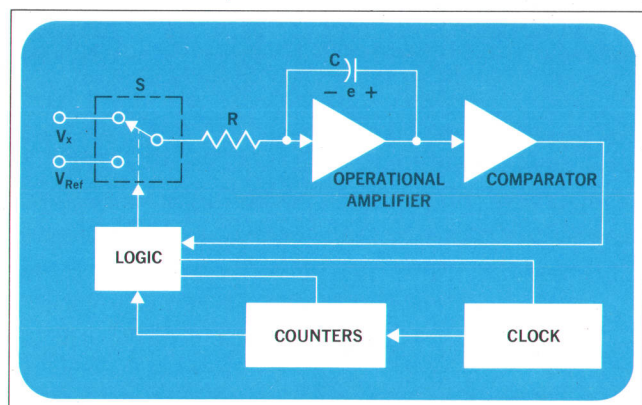 C
S
− e +
R
Vx
VRef
OPERATIONAL
AMPLIFIER
COMPARATOR
LOGIC
COUNTERS
CLOCK